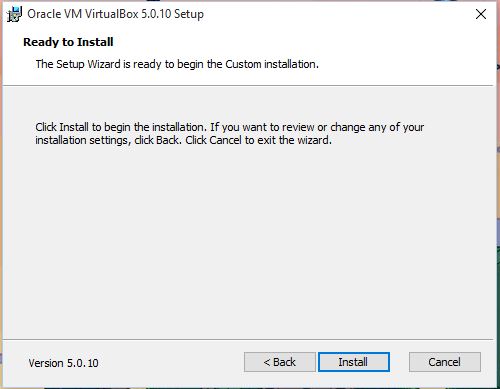 Oracle VM VirtualBox 5.0.10 Setup
Ready to Install
The Setup Wizard is ready to begin the Custom installation.
Click Install to begin the installation. If you want to review or change any of your
installation settings, click Back. Click Cancel to exit the wizard.
Version 5.0.10
< Back
Install
Cancel